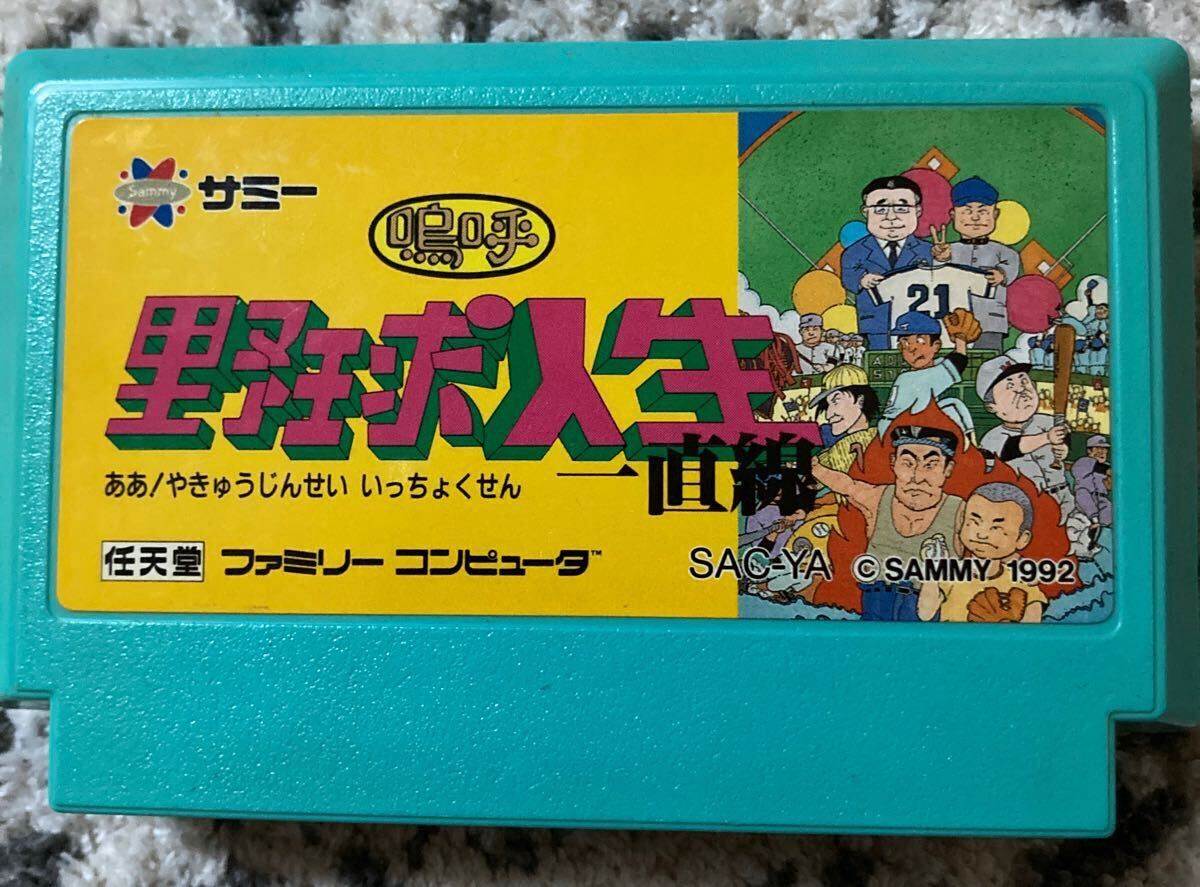 Sammy サミー
嗚呼
野球人生
一直線
ああ!やきゅうじんせい いっちょくせん
任天堂 ファミリー コンピュータ™
SAC-YA © SAMMY 1992
21